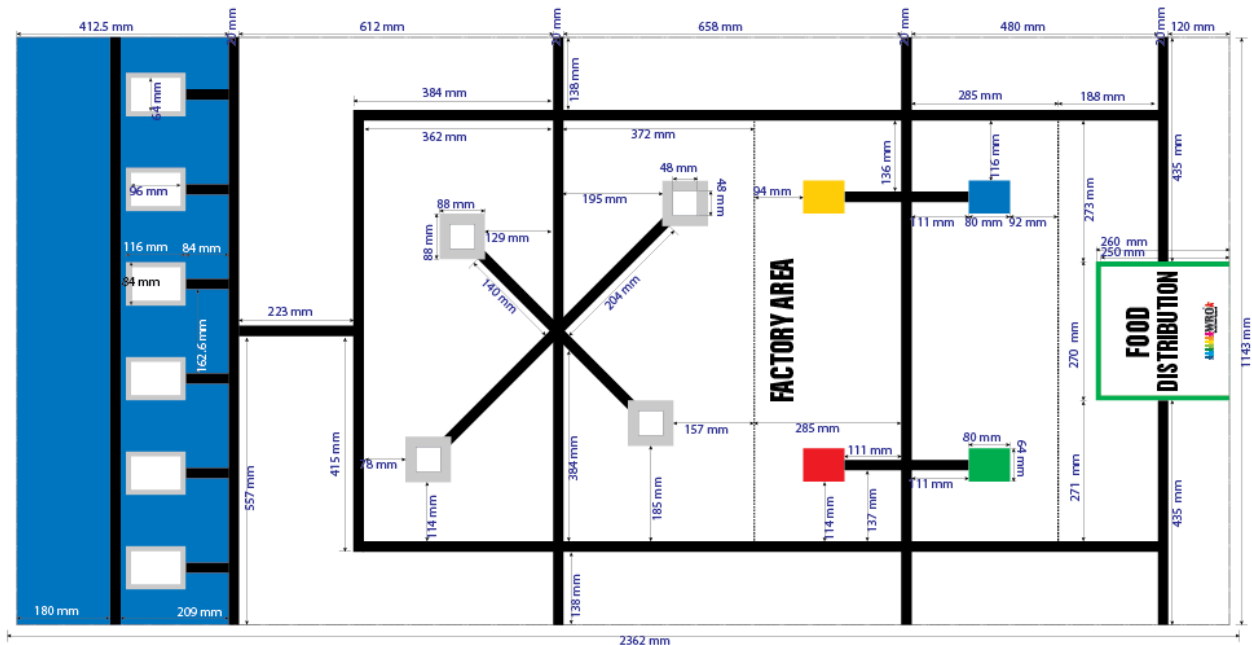 412.5 mm
20 mm
612 mm
20 mm
658 mm
20 mm
480 mm
20 mm
120 mm
64 mm
384 mm
138 mm
285 mm
188 mm
362 mm
372 mm
136 mm
116 mm
435 mm
96 mm
48 mm
48 mm
94 mm
195 mm
88 mm
88 mm
129 mm
111 mm
80 mm
92 mm
273 mm
116 mm
84 mm
84 mm
260 mm
250 mm
140 mm
204 mm
FACTORY AREA
FOOD
DISTRIBUTION
WRO
223 mm
162.6 mm
270 mm
1143 mm
157 mm
285 mm
111 mm
80 mm
64 mm
78 mm
415 mm
384 mm
557 mm
114 mm
185 mm
114 mm
137 mm
111 mm
271 mm
435 mm
180 mm
209 mm
138 mm
2362 mm